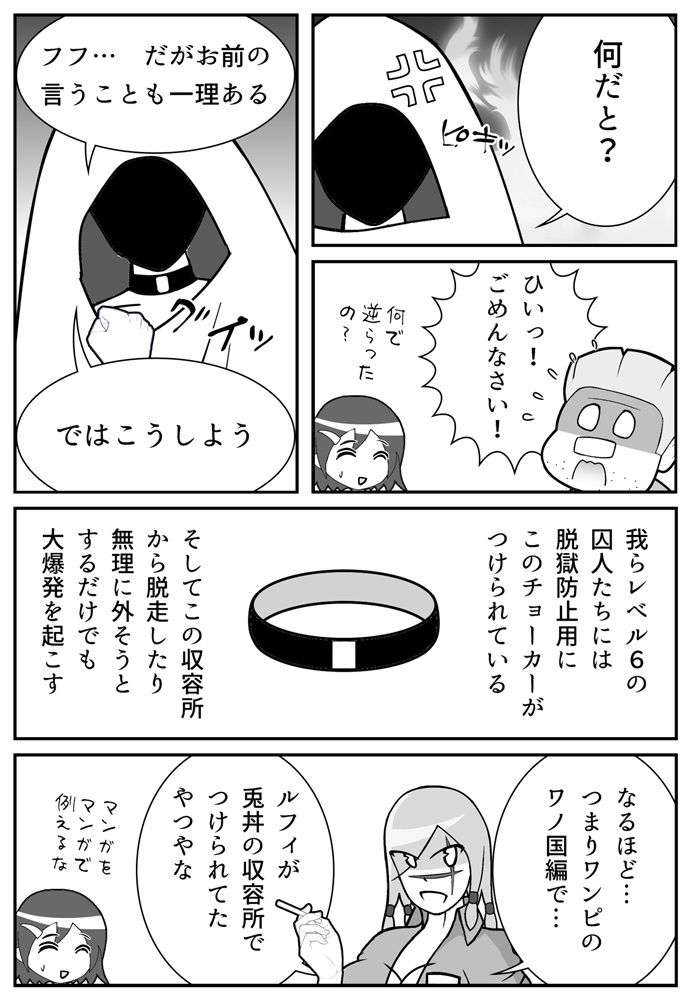 何だと？
ピキッ
ひいっ！
ごめんなさい！
何で
逆らった
の？
フフ…　だがお前の
言うことも一理ある
グイッ
ではこうしよう
我らレベル６の
囚人たちには
脱獄防止用に
このチョーカーが
つけられている
そしてこの収容所
から脱走したり
無理に外そうと
するだけでも
大爆発を起こす
なるほど…
つまりワンピの
ワノ国編で…
ルフィが
兎丼の収容所で
つけられてた
やつやな
マンガを
マンガで
例えるな